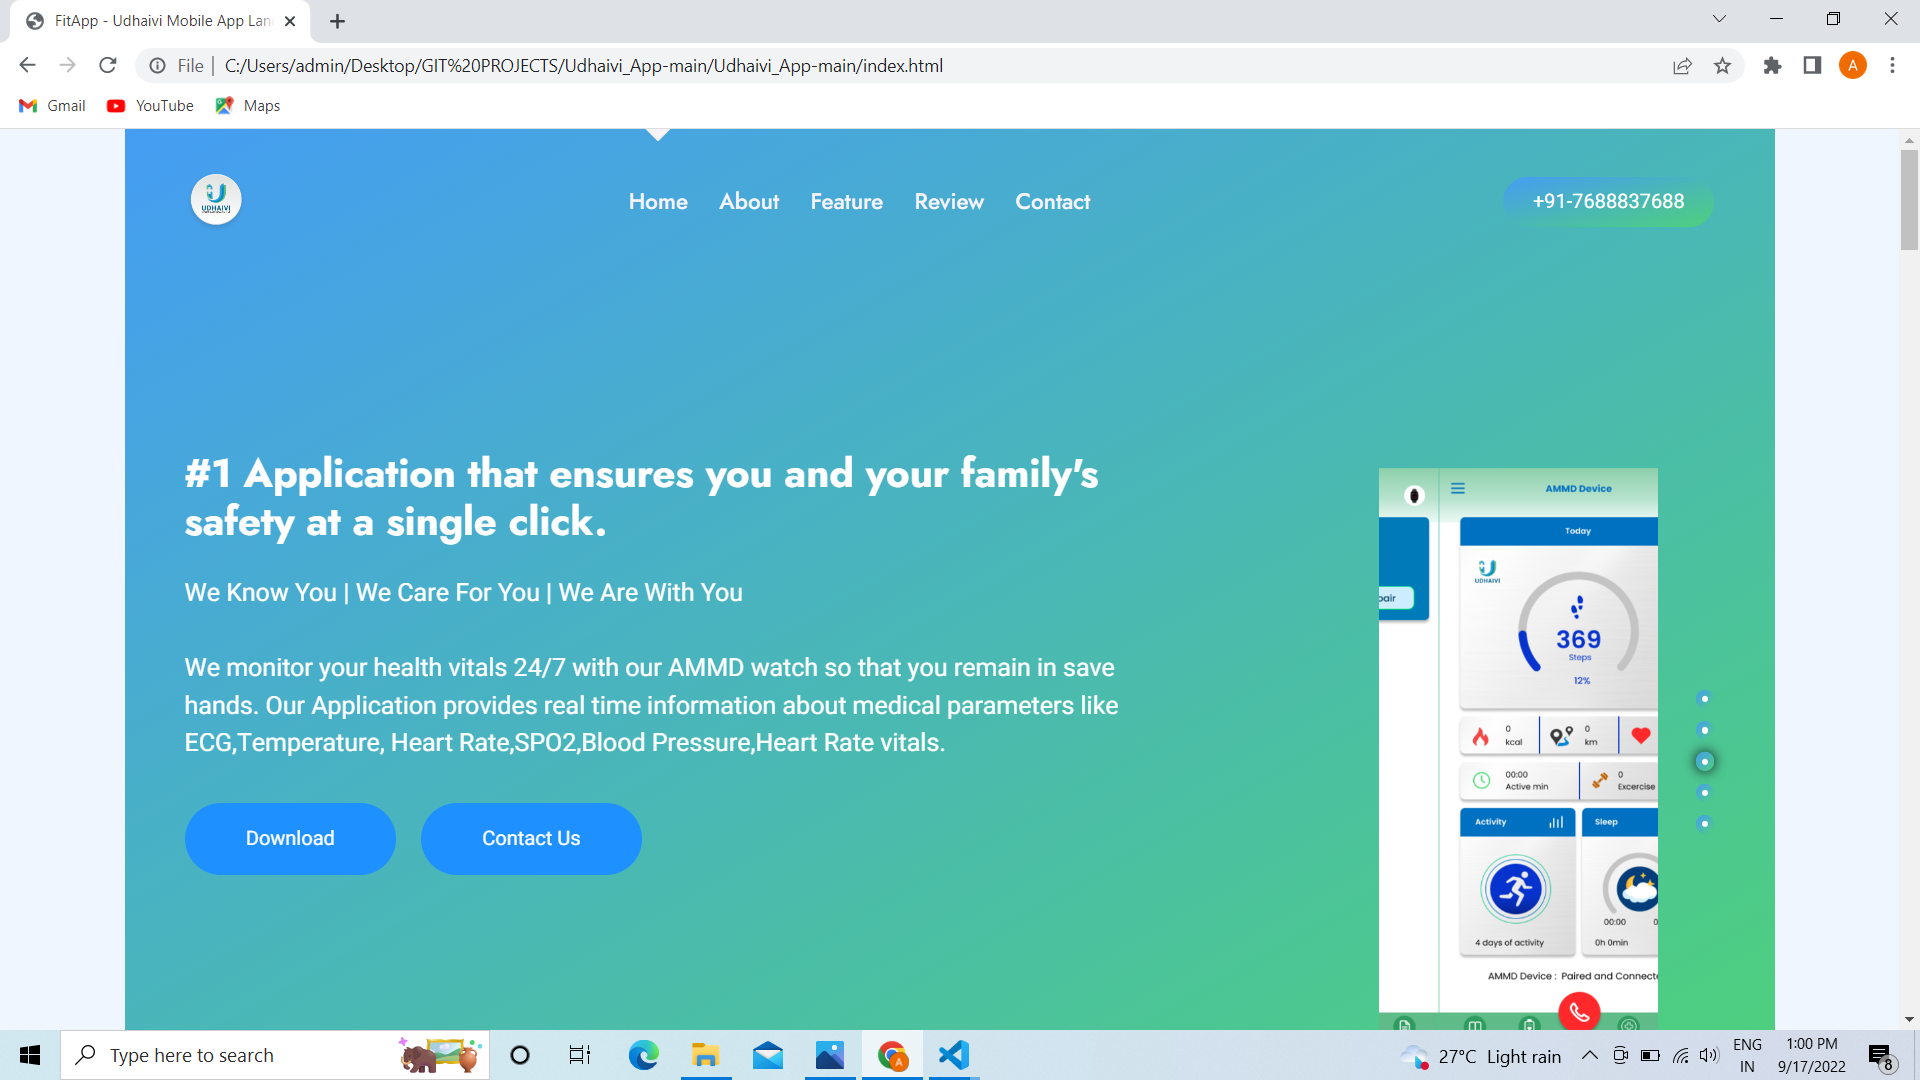 FitApp - Udhaivi Mobile App Lan
File
C:/Users/admin/Desktop/GIT%20PROJECTS/Udhaivi_App-main/Udhaivi_App-main/index.html
A
Gmail
YouTube
Maps
UDHAIVI
Home
About
Feature
Review
Contact
+91-7688837688
#1 Application that ensures you and your family's
safety at a single click.
We Know You | We Care For You | We Are With You
We monitor your health vitals 24/7 with our AMMD watch so that you remain in save
hands. Our Application provides real time information about medical parameters like
ECG,Temperature, Heart Rate,SPO2,Blood Pressure,Heart Rate vitals.
Download
Contact Us
AMMD Device
Today
UDHAIVI
pair
369
Steps
12%
0
kcal
0
km
00:00
Active min
0
Excercise
Activity
Sleep
00:00
0
4 days of activity
0h 0min
AMMD Device : Paired and Connecte
Type here to search
27°C Light rain
ENG
IN
1:00 PM
9/17/2022
8